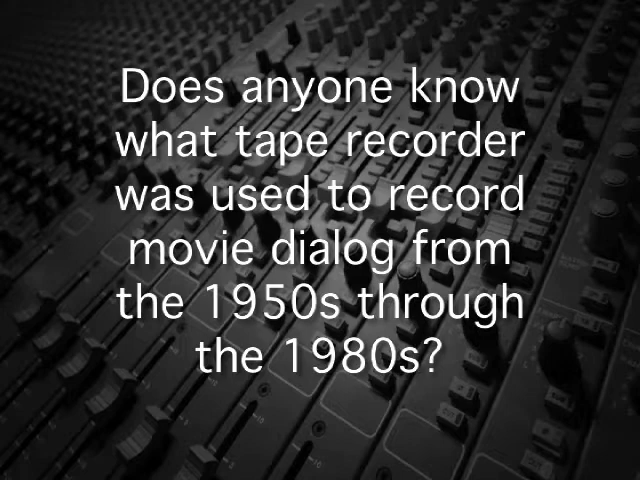 Does anyone know
what tape recorder
was used to record
movie dialog from
the 1950s through
the 1980s?